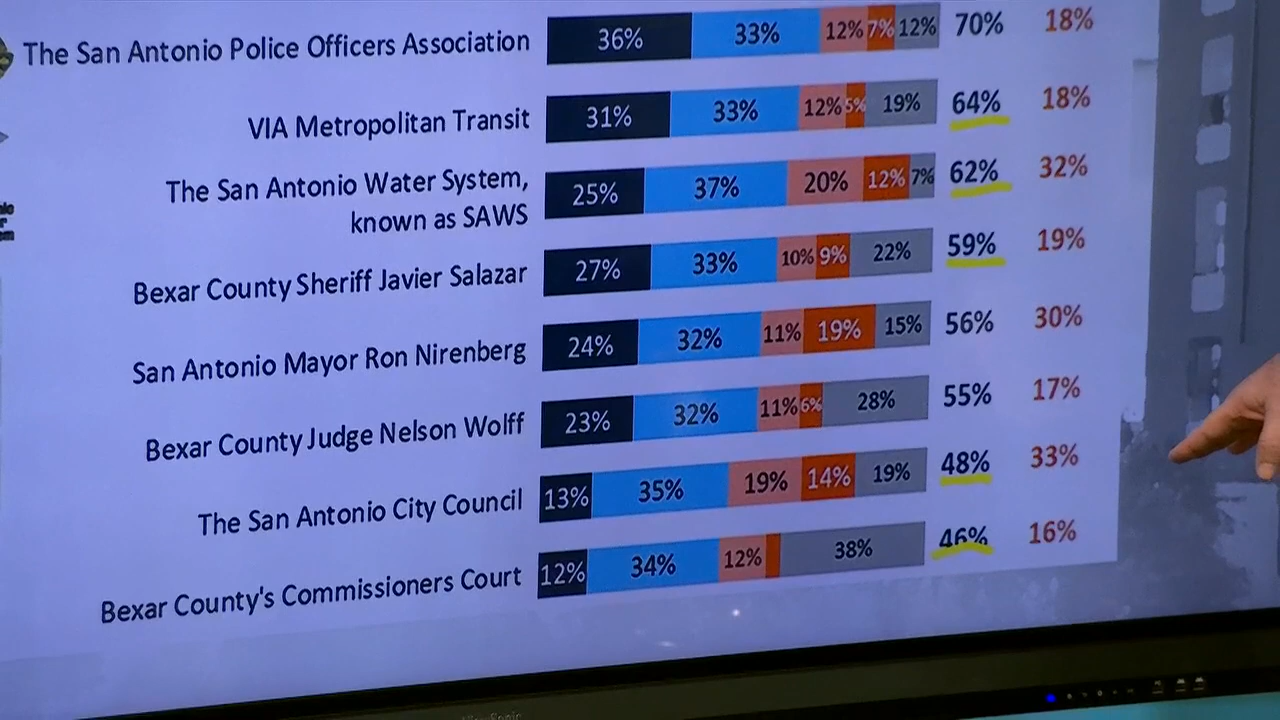 The San Antonio Police Officers Association 36% 33% 12% 7% 12% 70% 18%
VIA Metropolitan Transit 31% 33% 12% 5% 19% 64% 18%
The San Antonio Water System,
known as SAWS 25% 37% 20% 12% 7% 62% 32%
Bexar County Sheriff Javier Salazar 27% 33% 10% 9% 22% 59% 19%
San Antonio Mayor Ron Nirenberg 24% 32% 11% 19% 15% 56% 30%
Bexar County Judge Nelson Wolff 23% 32% 11% 6% 28% 55% 17%
The San Antonio City Council 13% 35% 19% 14% 19% 48% 33%
Bexar County's Commissioners Court 12% 34% 12% 38% 46% 16%